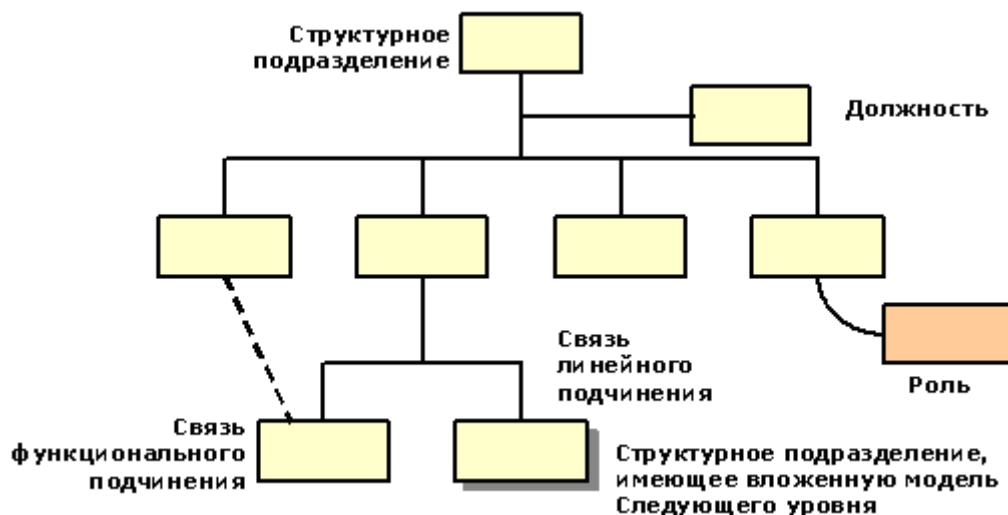 Структурное
подразделение
Должность
Связь
линейного
подчинения
Роль
Связь
функционального
подчинения
Структурное подразделение,
имеющее вложенную модель
Следующего уровня